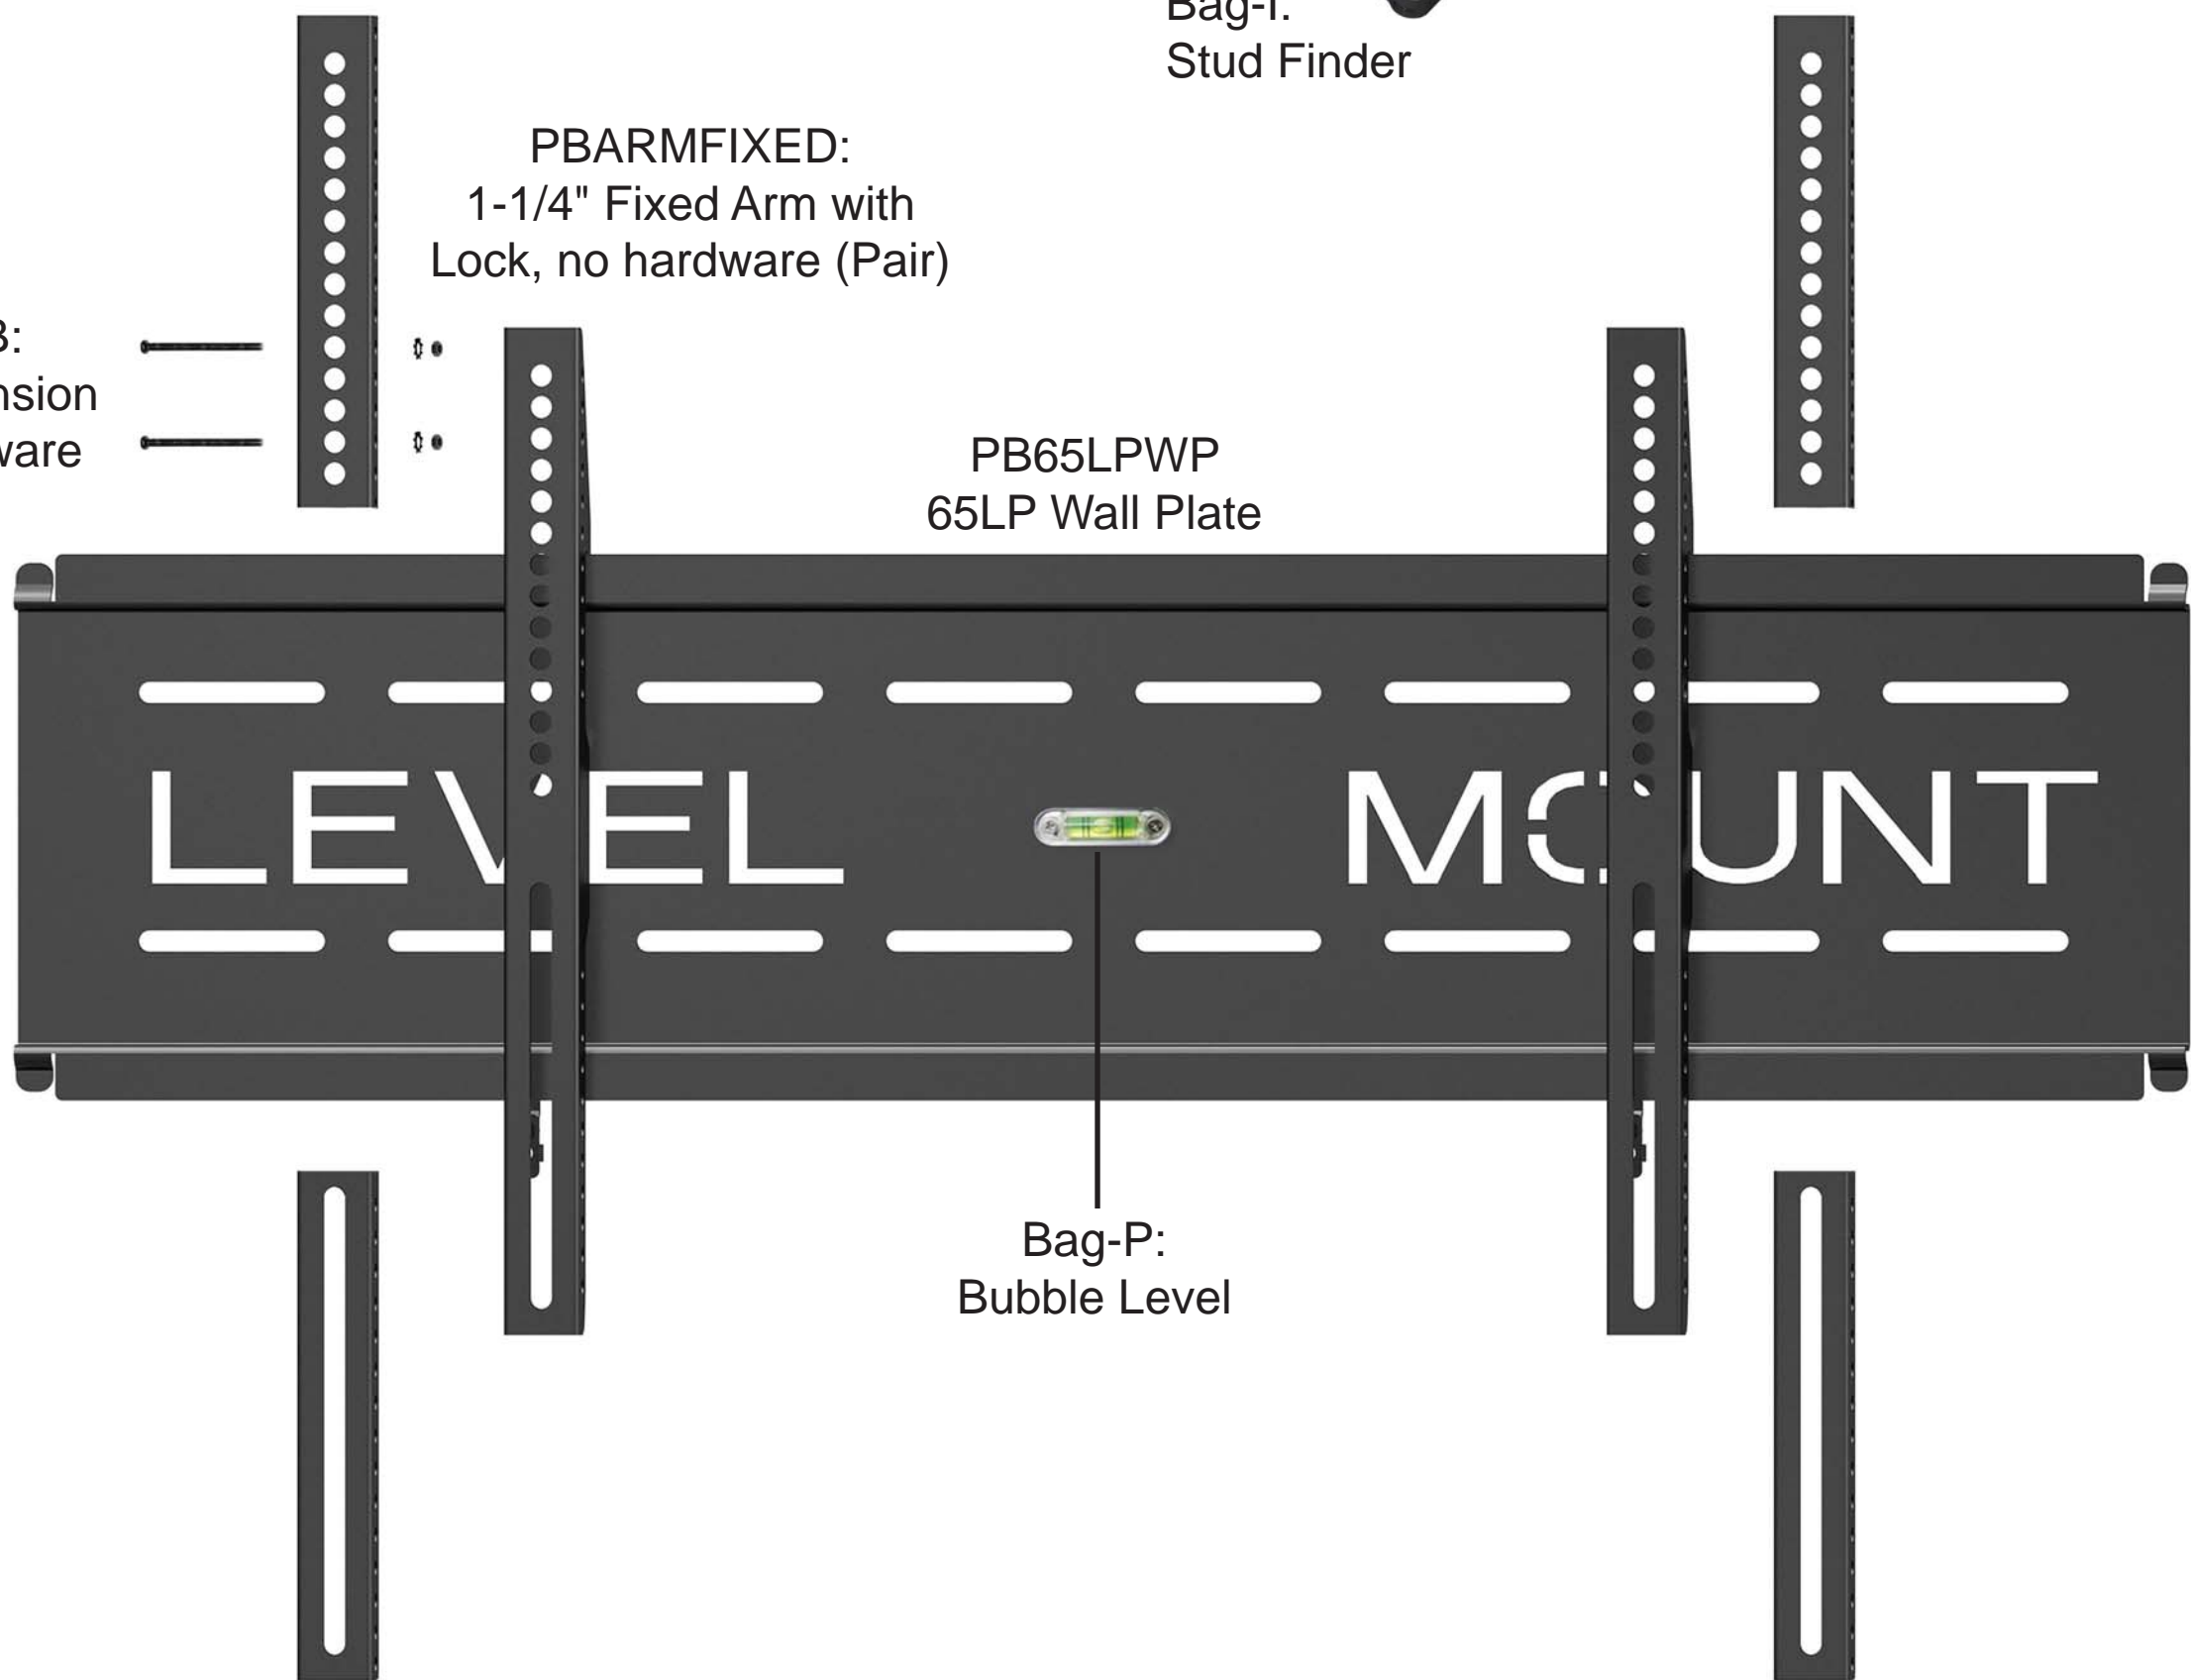 Stud Finder
PBARMFIXED:
1-1/4" Fixed Arm with
Lock, no hardware (Pair)
PB65LPWP
65LP Wall Plate
LEVEL MOUNT
Bag-P:
Bubble Level